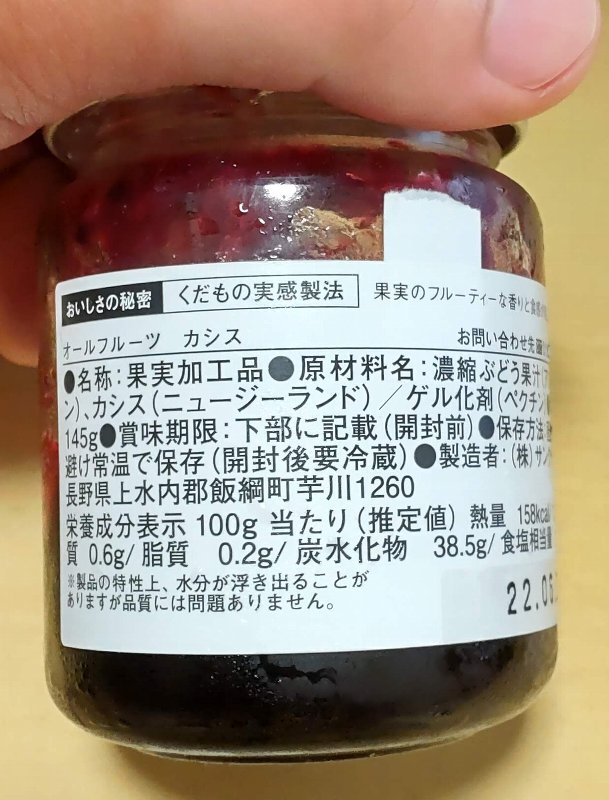 おいしさの秘密 くだもの実感製法 果実のフルーティーな香りと食感
オールフルーツ カシス お問い合わせ先
●名称:果実加工品●原材料名:濃縮ぶどう果汁(ア
ン)、カシス(ニュージーランド)/ゲル化剤(ペクチン)
145g●賞味期限:下部に記載(開封前)●保存方法
避け常温で保存(開封後要冷蔵)●製造者:(株)サン
長野県上水内郡飯綱町芋川1260
栄養成分表示 100g 当たり(推定値) 熱量 158kcal
質 0.6g/脂質 0.2g/炭水化物 38.5g/食塩相当量
※製品の特性上、水分が浮き出ることが
ありますが品質には問題ありません。
22.06